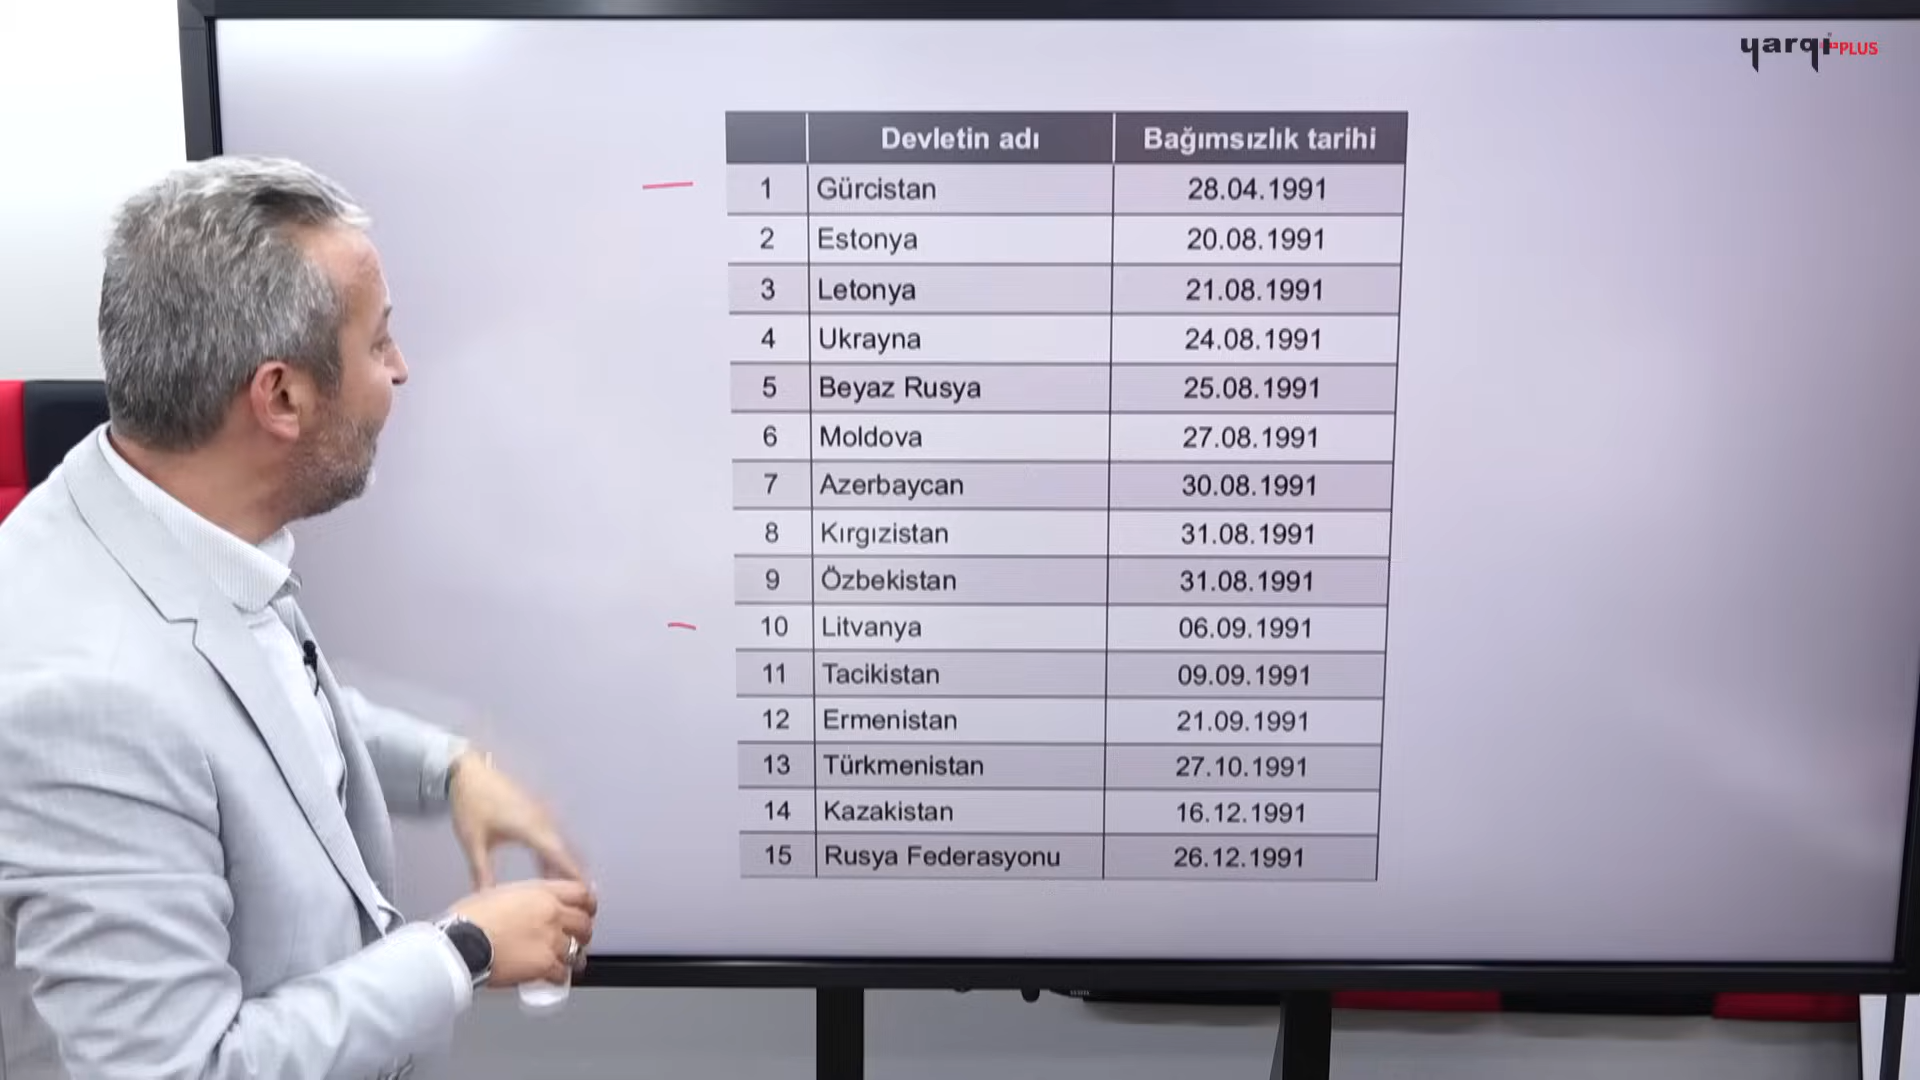 yarqı PLUS
Devletin adı Bağımsızlık tarihi
1 Gürcistan 28.04.1991
2 Estonya 20.08.1991
3 Letonya 21.08.1991
4 Ukrayna 24.08.1991
5 Beyaz Rusya 25.08.1991
6 Moldova 27.08.1991
7 Azerbaycan 30.08.1991
8 Kırgızistan 31.08.1991
9 Özbekistan 31.08.1991
10 Litvanya 06.09.1991
11 Tacikistan 09.09.1991
12 Ermenistan 21.09.1991
13 Türkmenistan 27.10.1991
14 Kazakistan 16.12.1991
15 Rusya Federasyonu 26.12.1991